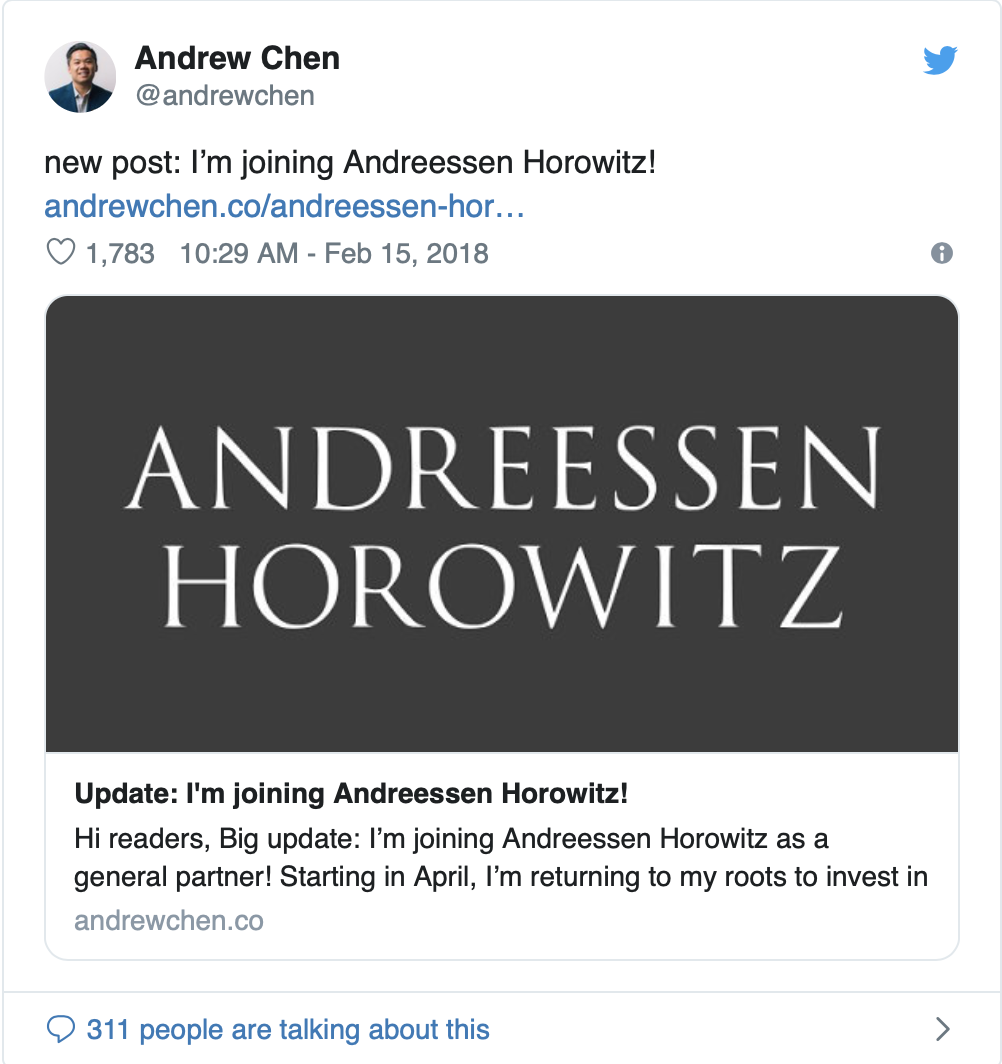 Andrew Chen
@andrewchen
new post: I’m joining Andreessen Horowitz!
andrewchen.co/andreessen-hor…
1,783 10:29 AM - Feb 15, 2018
ANDREESSEN
HOROWITZ
Update: I'm joining Andreessen Horowitz!
Hi readers, Big update: I’m joining Andreessen Horowitz as a
general partner! Starting in April, I’m returning to my roots to invest in
andrewchen.co
311 people are talking about this